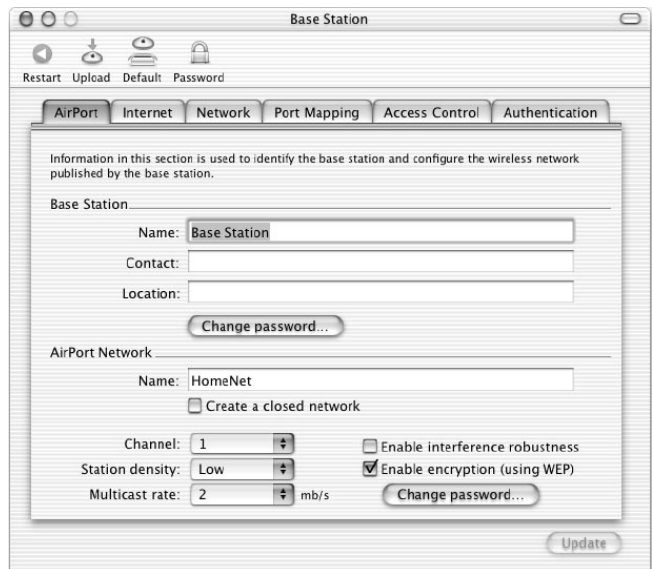 Base Station
Restart Upload Default Password
AirPort Internet Network Port Mapping Access Control Authentication
Information in this section is used to identify the base station and configure the wireless network
published by the base station.
Base Station
Name: Base Station
Contact:
Location:
Change password...
AirPort Network
Name: HomeNet
Create a closed network
Channel: 1 Enable interference robustness
Station density: Low Enable encryption (using WEP)
Multicast rate: 2 mb/s Change password...
Update